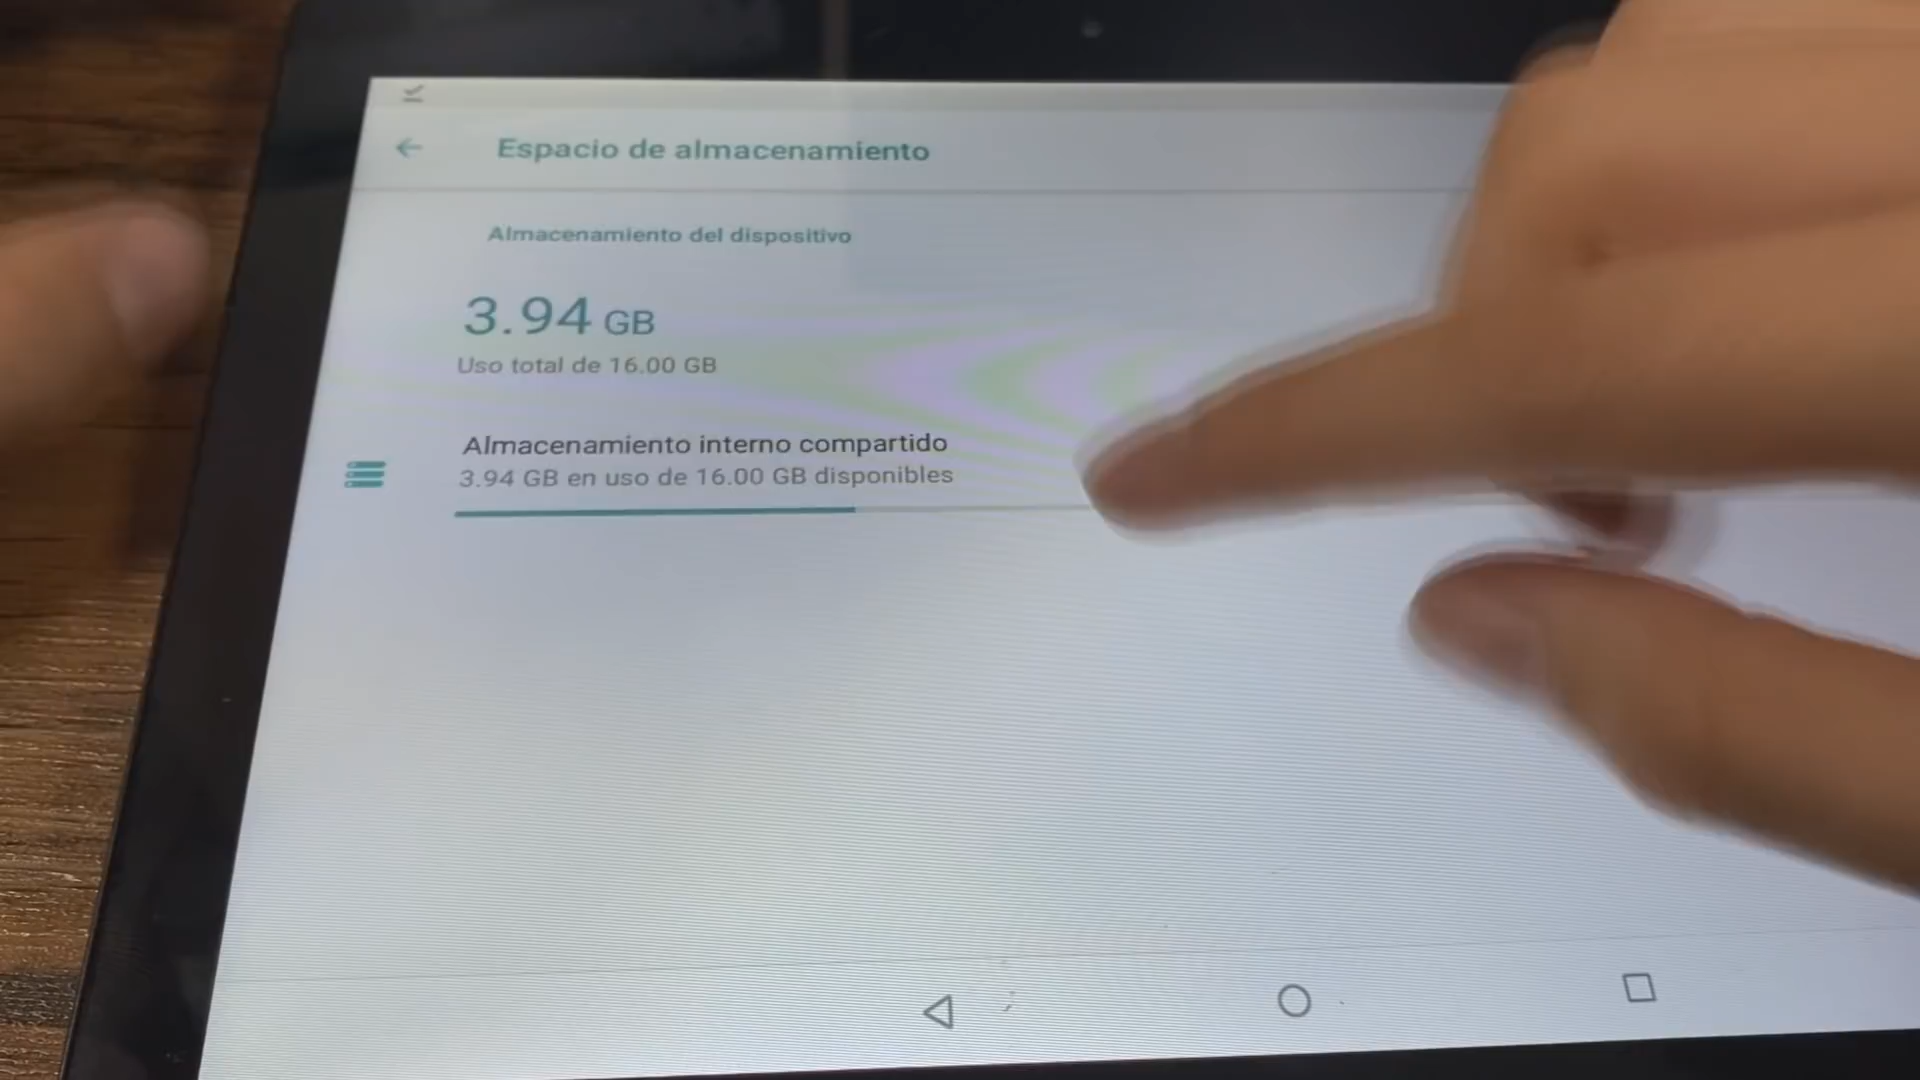 Espacio de almacenamiento
Almacenamiento del dispositivo
3.94 GB
Uso total de 16.00 GB
Almacenamiento interno compartido
3.94 GB en uso de 16.00 GB disponibles